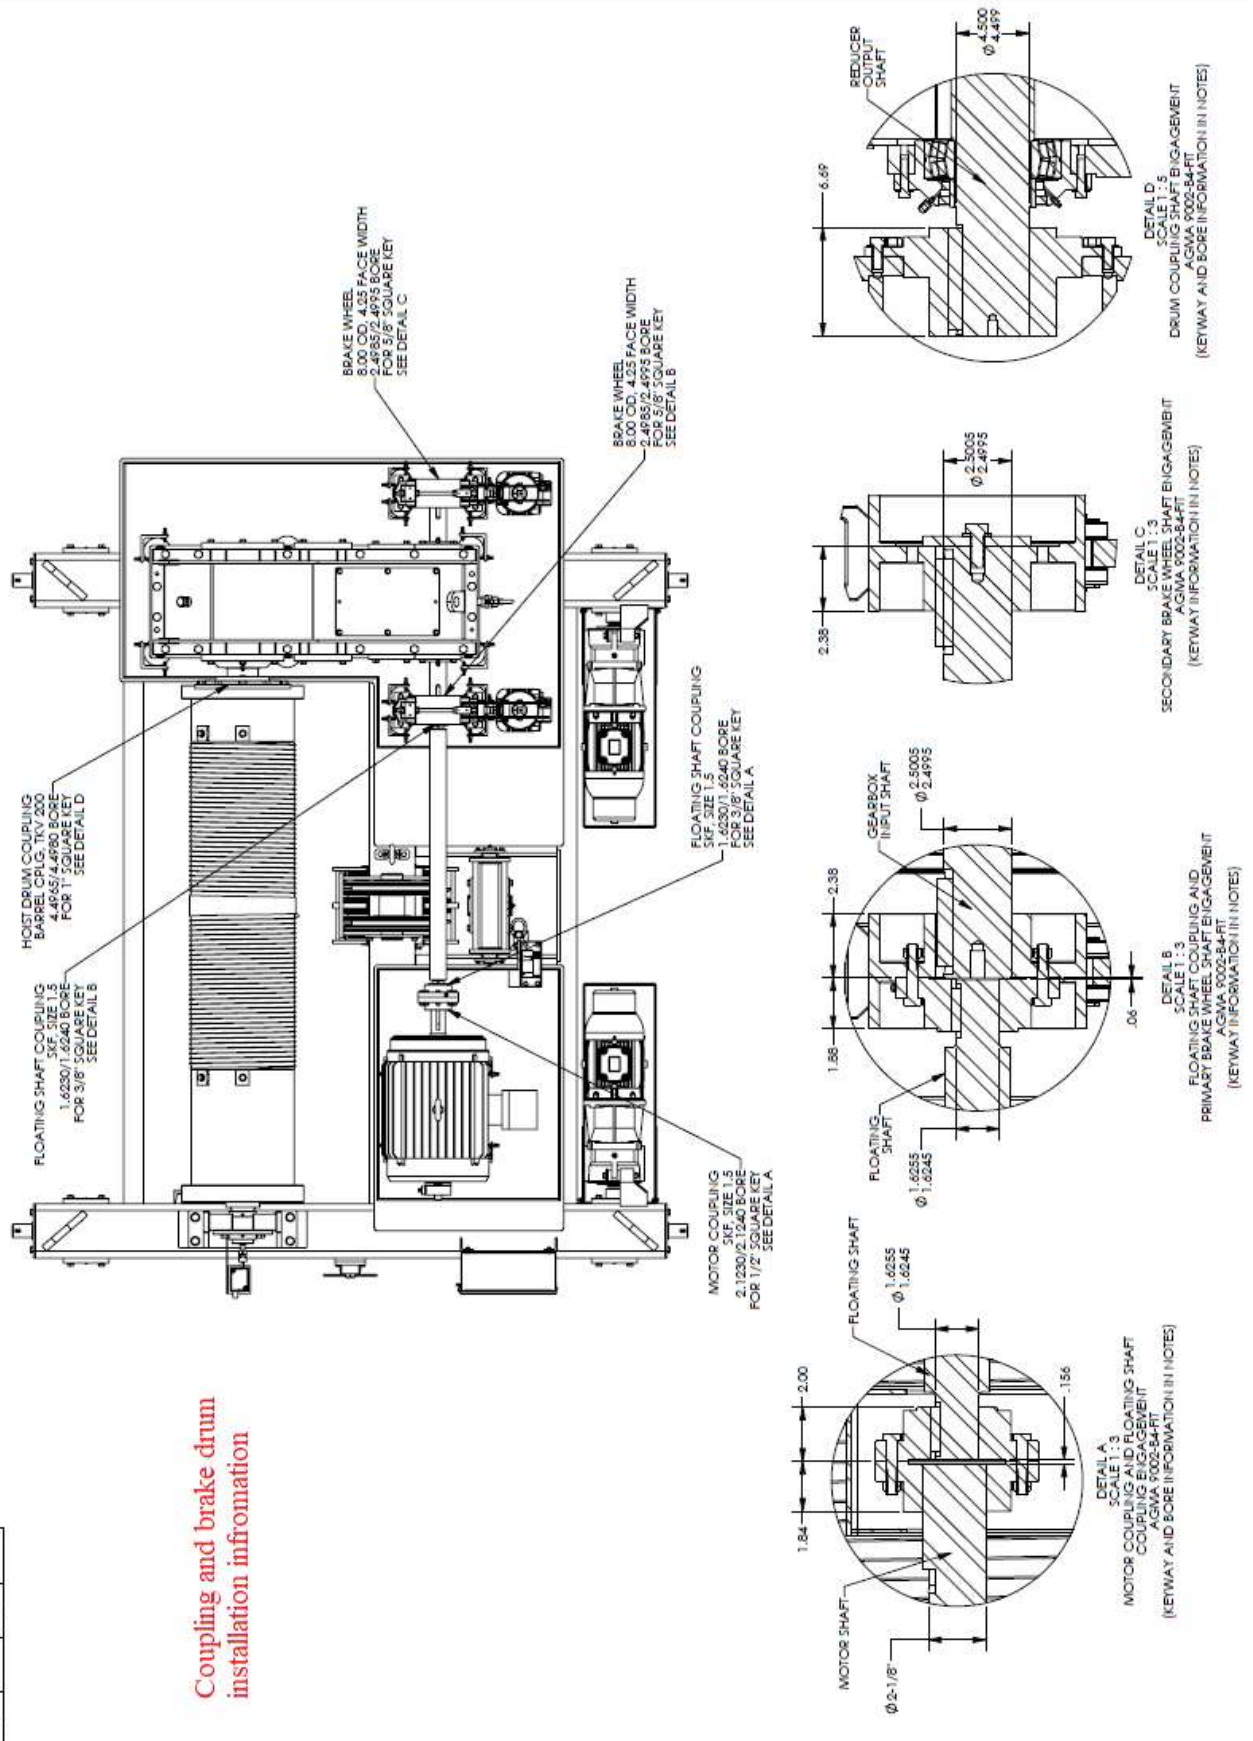 Coupling and brake drum
installation infromation
FLOATING SHAFT COUPLING
SKF, SIZE 1.5
1.6230/1.6240 BORE
FOR 3/8" SQUARE KEY
SEE DETAIL B
HOIST DRUM COUPLING
BARREL CPLG, TKV 200
4.4965/4.4980 BORE
FOR 1" SQUARE KEY
SEE DETAIL D
BRAKE WHEEL
8.00 OD, 4.25 FACE WIDTH
2.4985/2.4995 BORE
FOR 5/8" SQUARE KEY
SEE DETAIL C
BRAKE WHEEL
8.00 OD, 4.25 FACE WIDTH
2.4985/2.4995 BORE
FOR 5/8" SQUARE KEY
SEE DETAIL B
MOTOR COUPLING
SKF, SIZE 1.5
2.1230/2.1240 BORE
FOR 1/2" SQUARE KEY
SEE DETAIL A
FLOATING SHAFT COUPLING
SKF, SIZE 1.5
1.6230/1.6240 BORE
FOR 3/8" SQUARE KEY
SEE DETAIL A
MOTOR SHAFT
Ø2-1/8"
1.84
2.00
FLOATING SHAFT
Ø 1.6255
1.6245
.156
DETAIL A
SCALE 1 : 3
MOTOR COUPLING AND FLOATING SHAFT
COUPLING ENGAGEMENT
AGMA 9002-B4-FIT
(KEYWAY AND BORE INFORMATION IN NOTES)
FLOATING
SHAFT
Ø 1.6255
1.6245
1.88
2.38
GEARBOX
INPUT SHAFT
Ø 2.5005
2.4995
.06
DETAIL B
SCALE 1 : 3
FLOATING SHAFT COUPLING AND
PRIMARY BRAKE WHEEL SHAFT ENGAGEMENT
AGMA 9002-B4-FIT
(KEYWAY INFORMATION IN NOTES)
2.38
Ø 2.5005
2.4995
DETAIL C
SCALE 1 : 3
SECONDARY BRAKE WHEEL SHAFT ENGAGEMENT
AGMA 9002-B4-FIT
(KEYWAY INFORMATION IN NOTES)
6.69
REDUCER
OUTPUT
SHAFT
Ø 4.500
4.499
DETAIL D
SCALE 1 : 5
DRUM COUPLING SHAFT ENGAGEMENT
AGMA 9002-B4-FIT
(KEYWAY AND BORE INFORMATION IN NOTES)